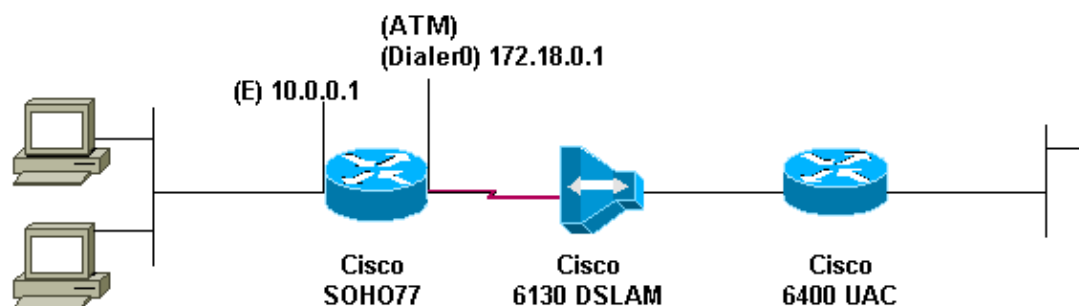 (ATM)
(Dialer0) 172.18.0.1
(E) 10.0.0.1
Cisco
SOHO77
Cisco
6130 DSLAM
Cisco
6400 UAC